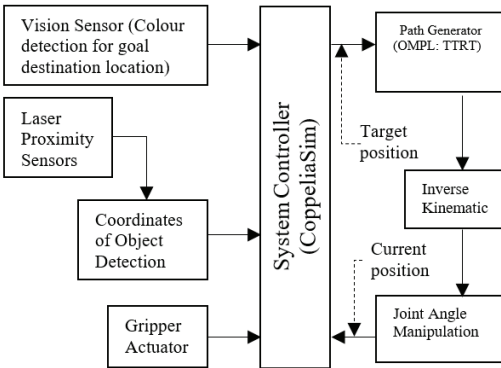 Vision Sensor (Colour
detection for goal
destination location)
Laser
Proximity
Sensors
Coordinates
of Object
Detection
Gripper
Actuator
System Controller
(CoppeliaSim)
Path Generator
(OMPL: TTRT)
Target
position
Inverse
Kinematic
Current
position
Joint Angle
Manipulation